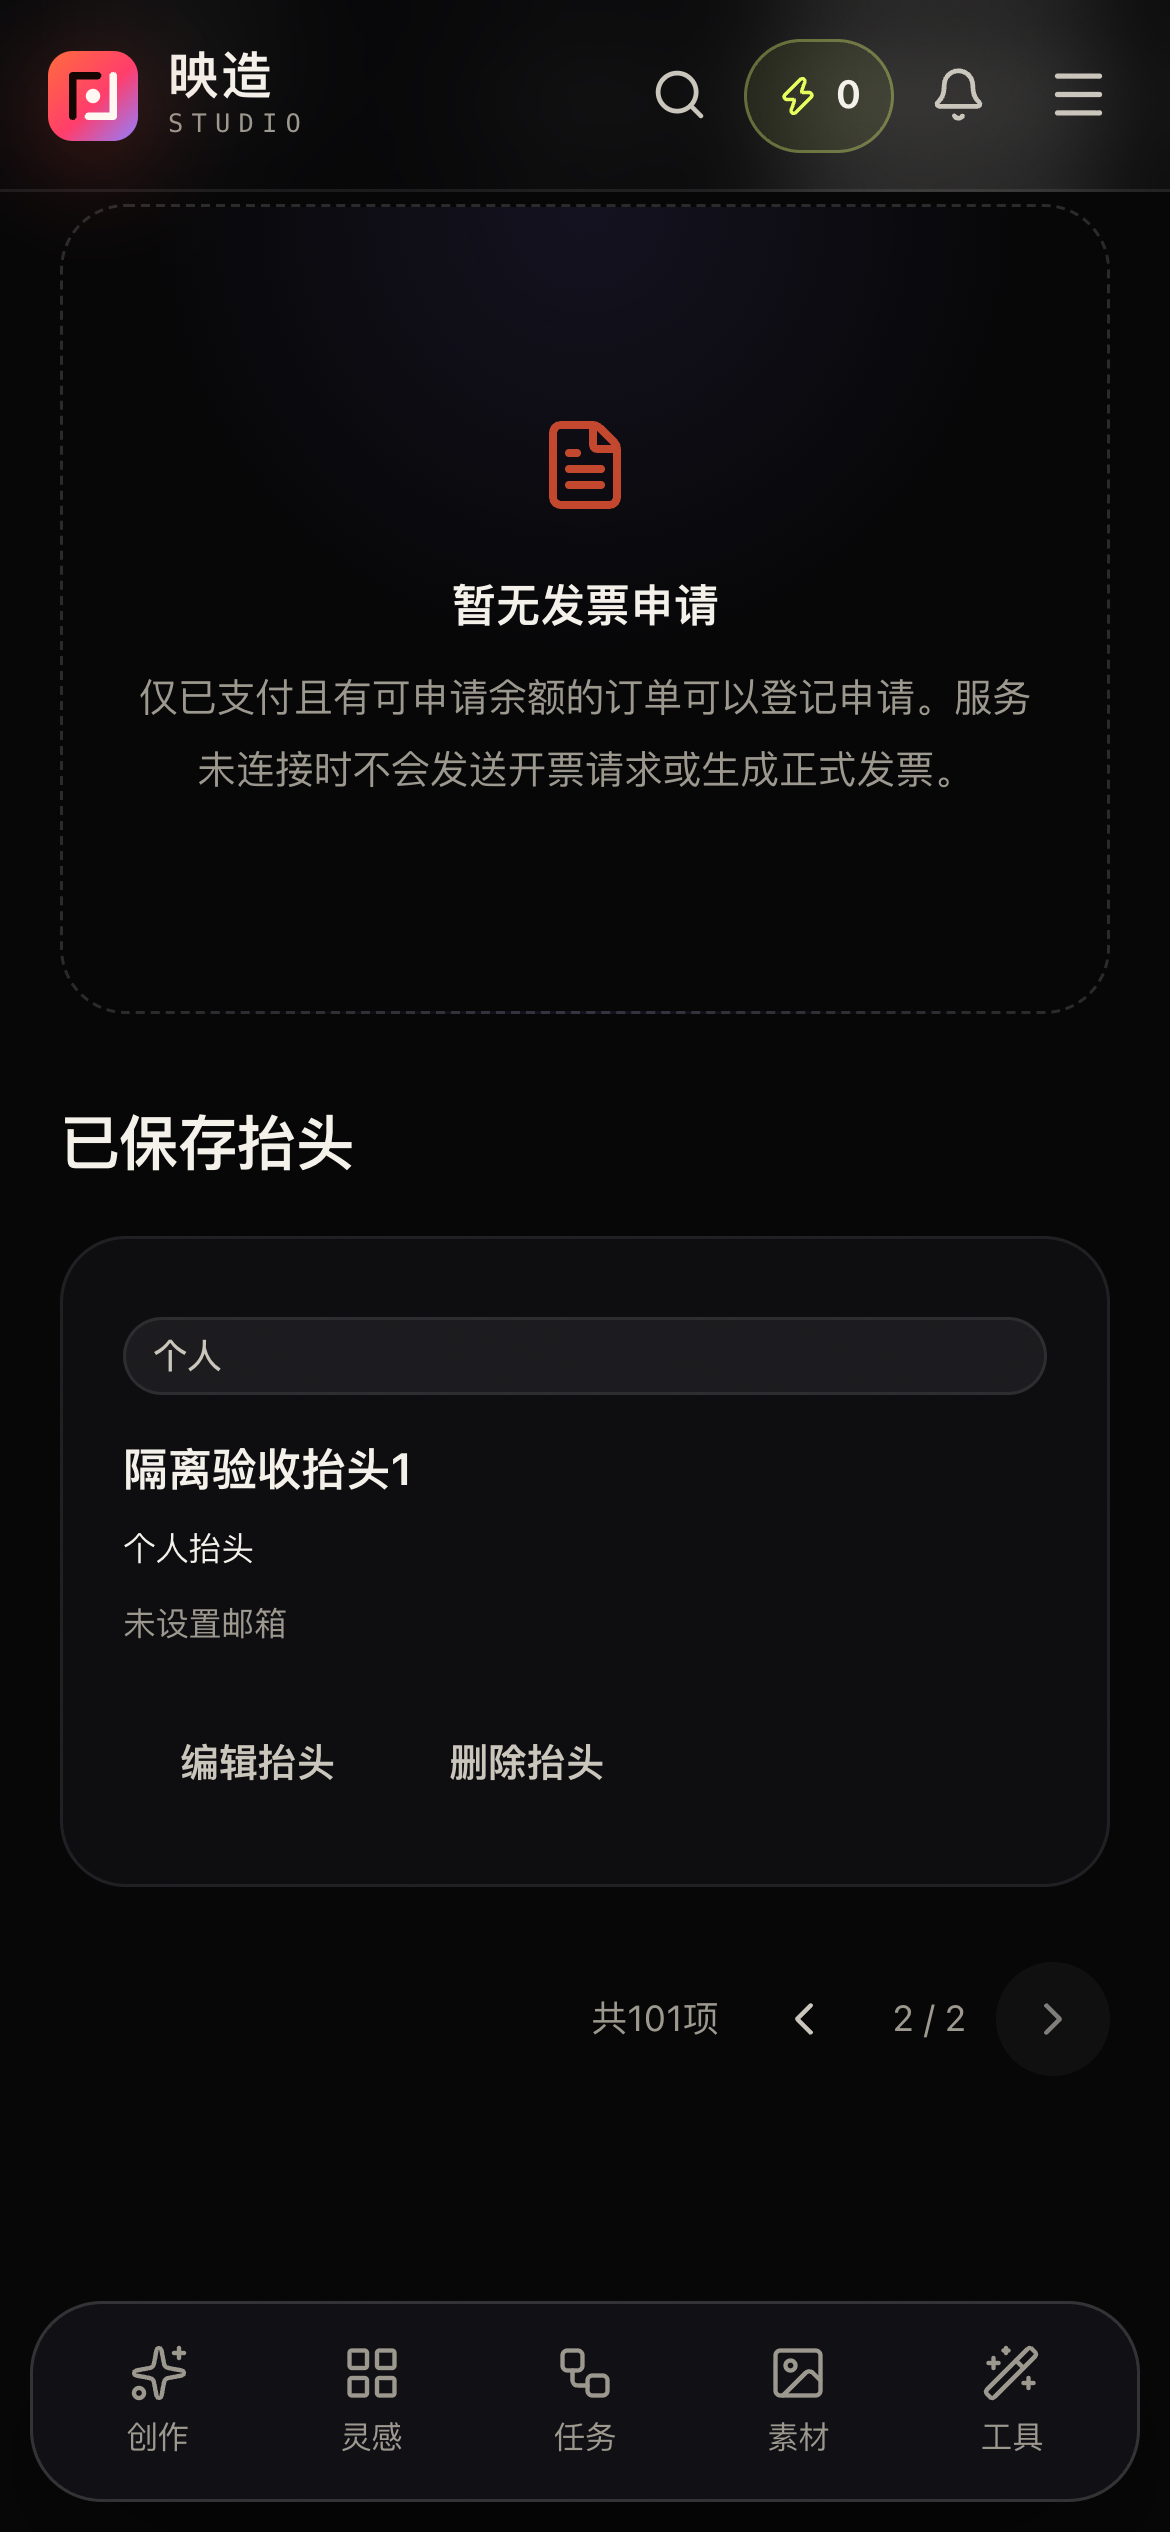 映造
STUDIO
0
暂无发票申请
仅已支付且有可申请余额的订单可以登记申请。服务
未连接时不会发送开票请求或生成正式发票。
已保存抬头
个人
隔离验收抬头1
个人抬头
未设置邮箱
编辑抬头 删除抬头
共101项 2 / 2
创作 灵感 任务 素材 工具